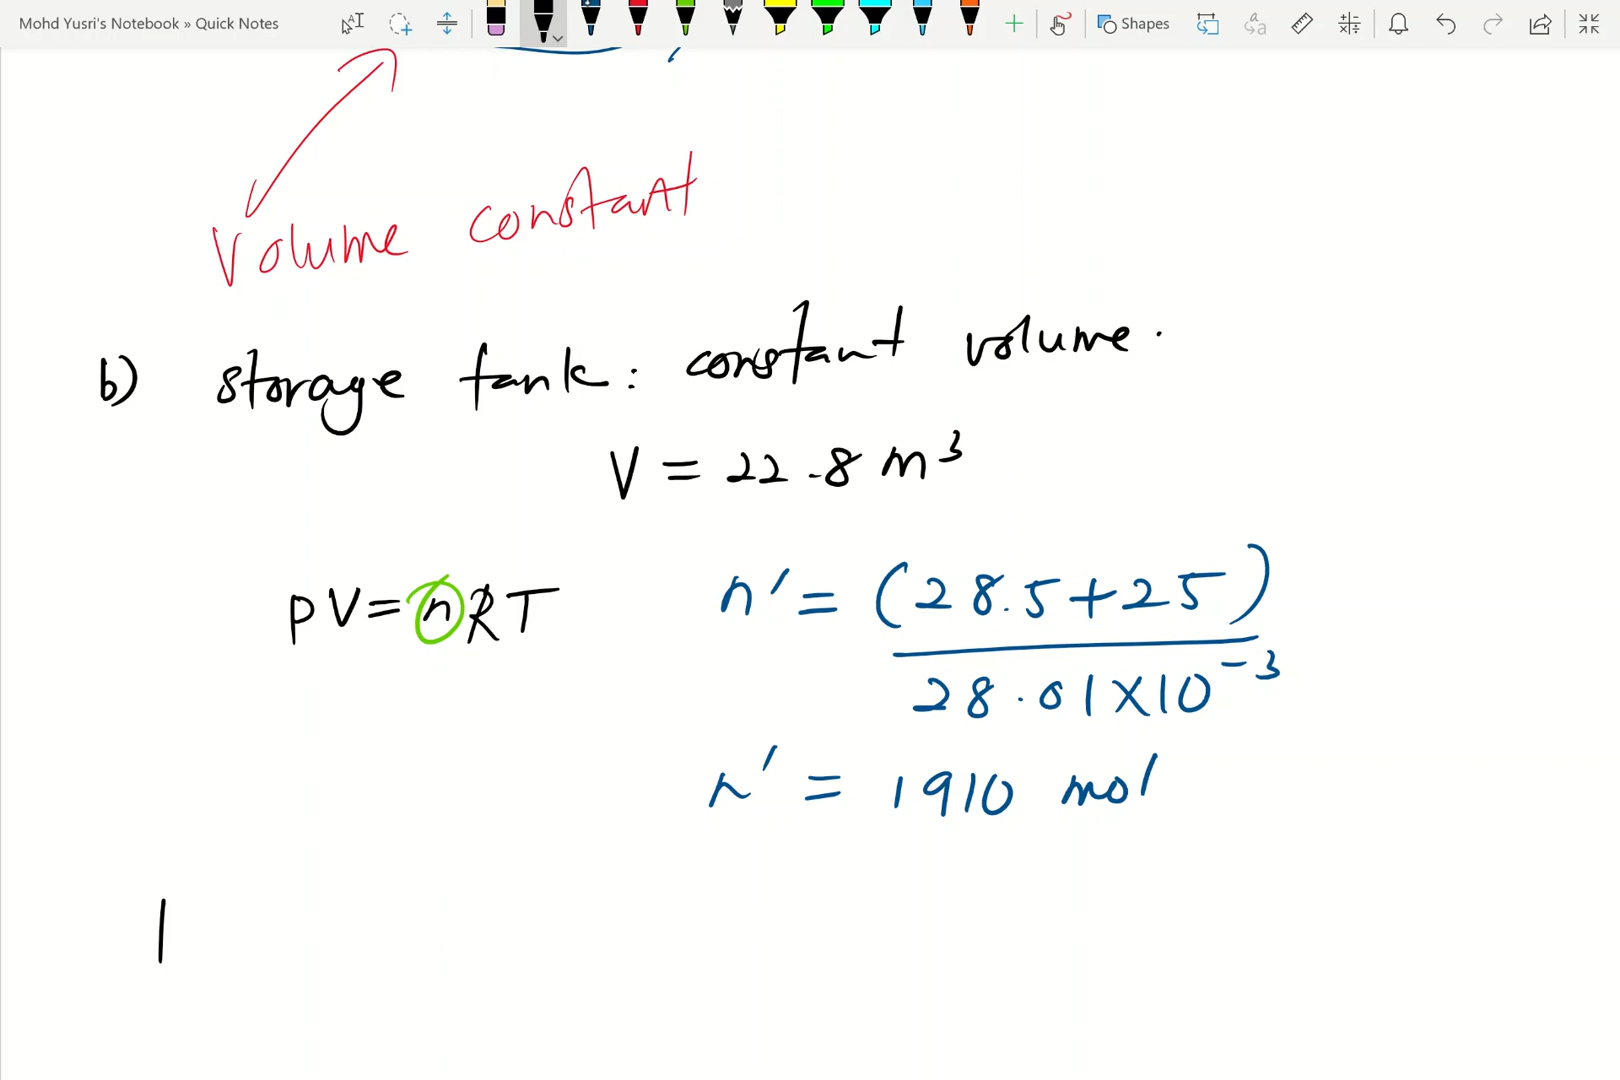 Mohd Yusri's Notebook » Quick Notes
Shapes
Volume constant
b) storage tank: constant volume.
V = 22.8 m³
PV = nRT
n' = (28.5+25)
28.01×10⁻³
n' = 1910 mol